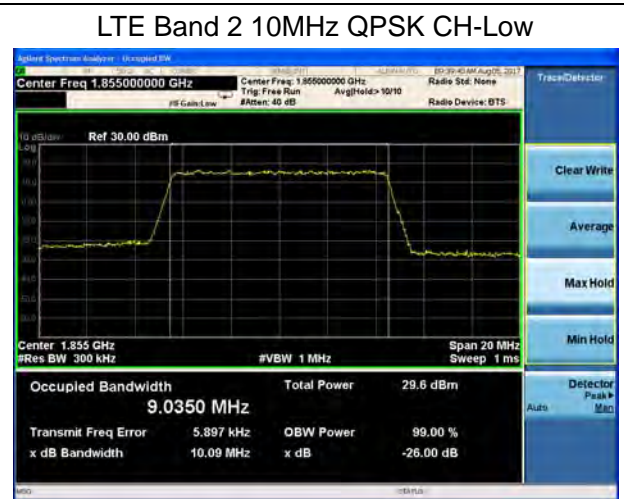 LTE Band 2 10MHz QPSK CH-Low
Agilent Spectrum Analyzer - Occupied BW
Center Freq 1.855000000 GHz
Center Freq: 1.855000000 GHz
Radio Std: None
Trace/Detector
Trig: Free Run Avg|Hold:> 10/10
#IFGain:Low #Atten: 40 dB
Radio Device: BTS
10 dB/div Ref 30.00 dBm
Log
Clear Write
Average
Max Hold
Min Hold
Center 1.855 GHz Span 20 MHz
#Res BW 300 kHz #VBW 1 MHz Sweep 1 ms
Occupied Bandwidth Total Power 29.6 dBm
9.0350 MHz
Detector
Peak▶
Auto Man
Transmit Freq Error 5.897 kHz OBW Power 99.00 %
x dB Bandwidth 10.09 MHz x dB -26.00 dB
MSG STATUS